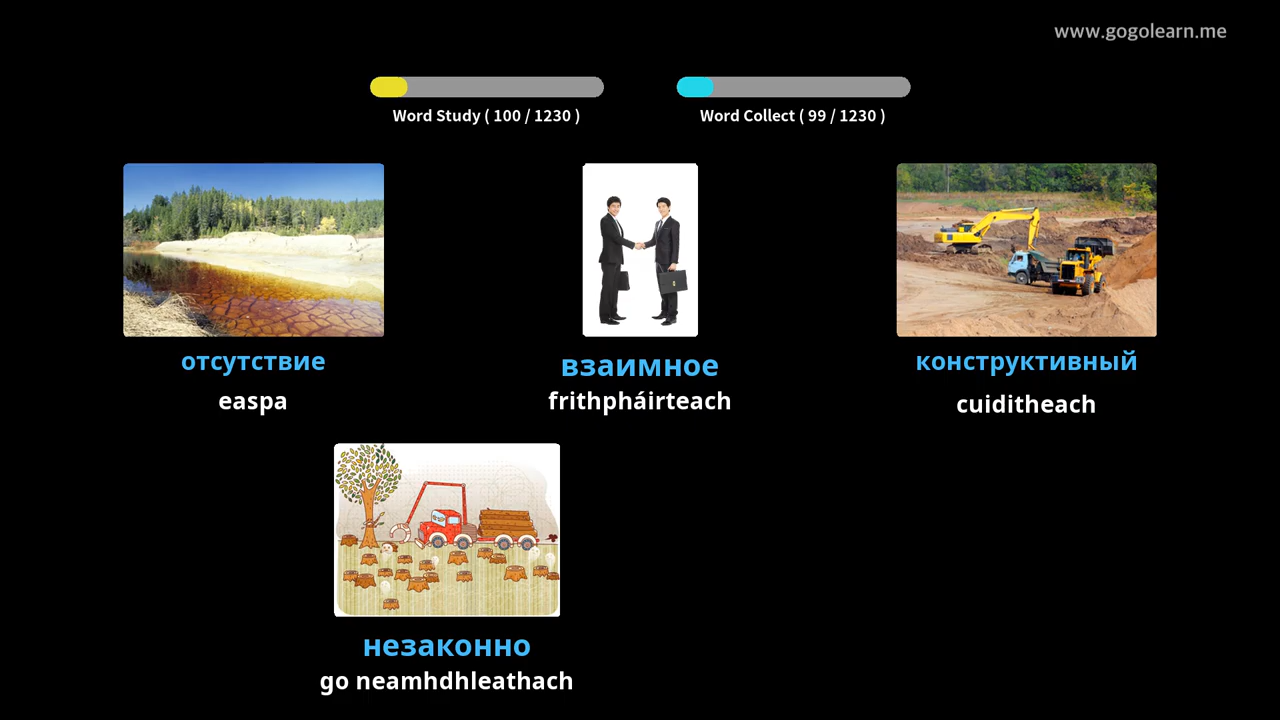 www.gogolearn.me
Word Study ( 100 / 1230 )
Word Collect ( 99 / 1230 )
отсутствие
easpa
взаимное
frithpháirteach
конструктивный
cuiditheach
незаконно
go neamhdhleathach